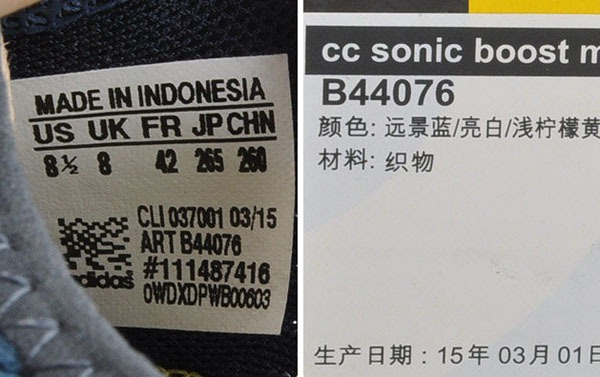 MADE IN INDONESIA
US UK FR JP CHN
8½ 8 42 265 260
CLI 037001 03/15
ART B44076
#111487416
0WDXDPWB00603
adidas
cc sonic boost m
B44076
颜色: 远景蓝/亮白/浅柠檬黄
材料: 织物
生产日期: 15年 03月 01日